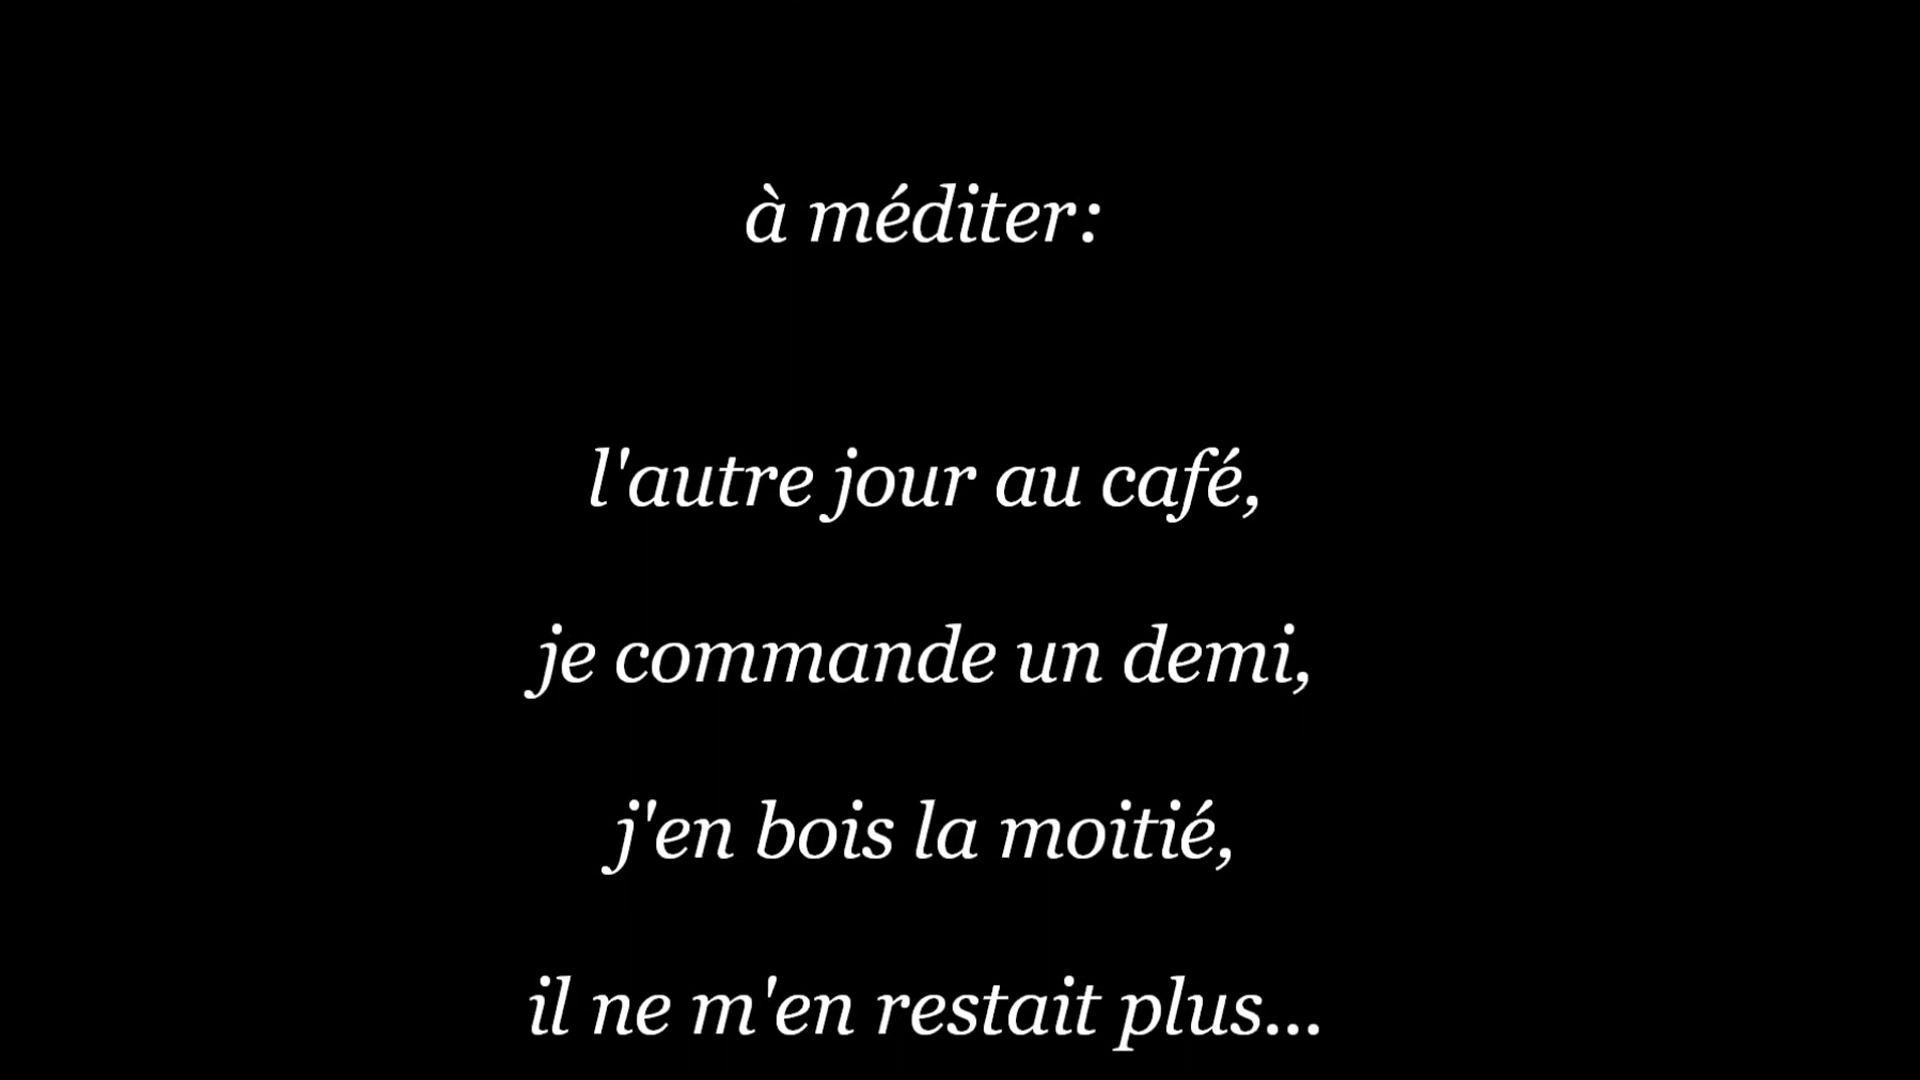 à méditer:
l'autre jour au café,
je commande un demi,
j'en bois la moitié,
il ne m'en restait plus...